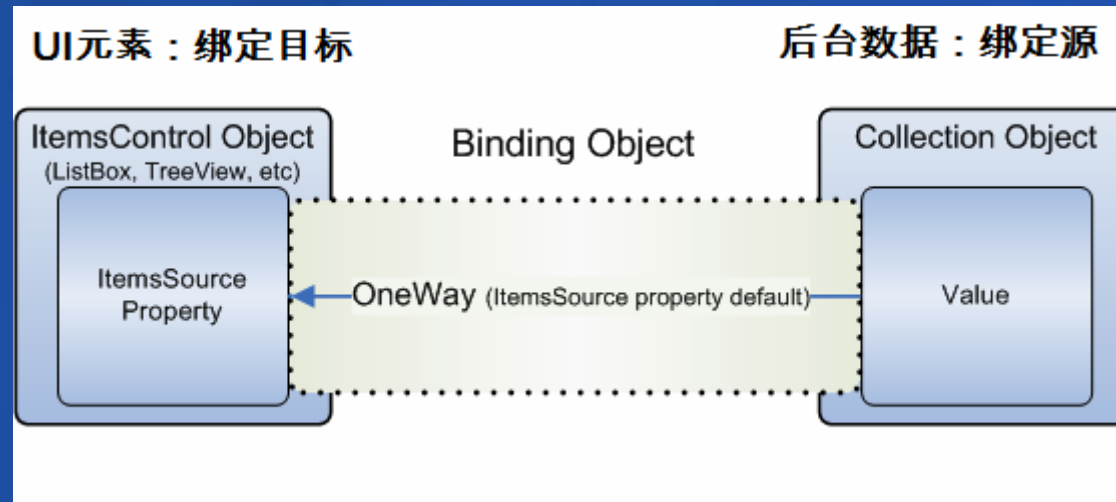 UI元素：绑定目标
后台数据：绑定源
ItemsControl Object
(ListBox, TreeView, etc)
Binding Object
Collection Object
ItemsSource
Property
OneWay (ItemsSource property default)
Value